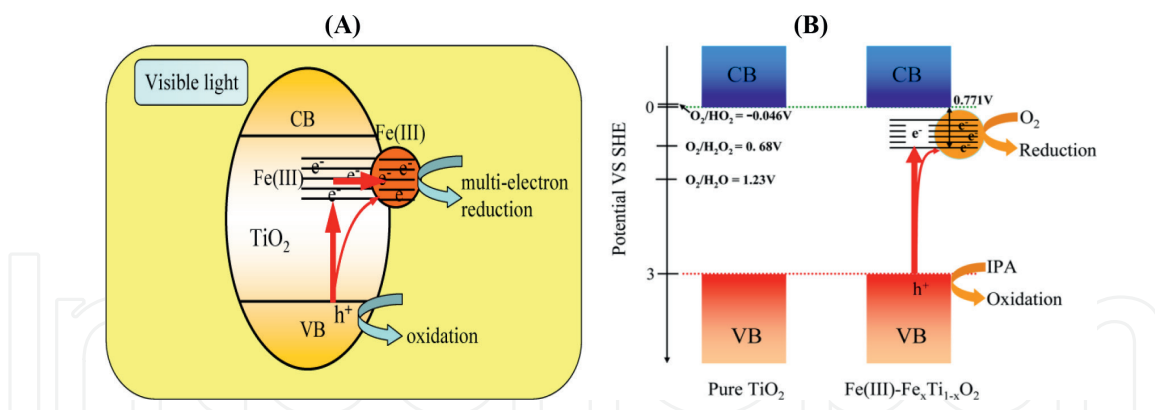 (A)
Visible light
CB
Fe(III)
e⁻
e⁻
e⁻
Fe(III)
e⁻
e⁻
e⁻
multi-electron
reduction
TiO₂
h⁺
VB
oxidation
(B)
Potential VS SHE
0
3
CB
CB
0.771V
O₂/HO₂ = −0.046V
O₂/H₂O₂ = 0. 68V
O₂/H₂O = 1.23V
e⁻
e⁻
e⁻
e⁻
O₂
Reduction
IPA
h⁺
Oxidation
VB
VB
Pure TiO₂
Fe(III)-FeₓTi₁₋ₓO₂